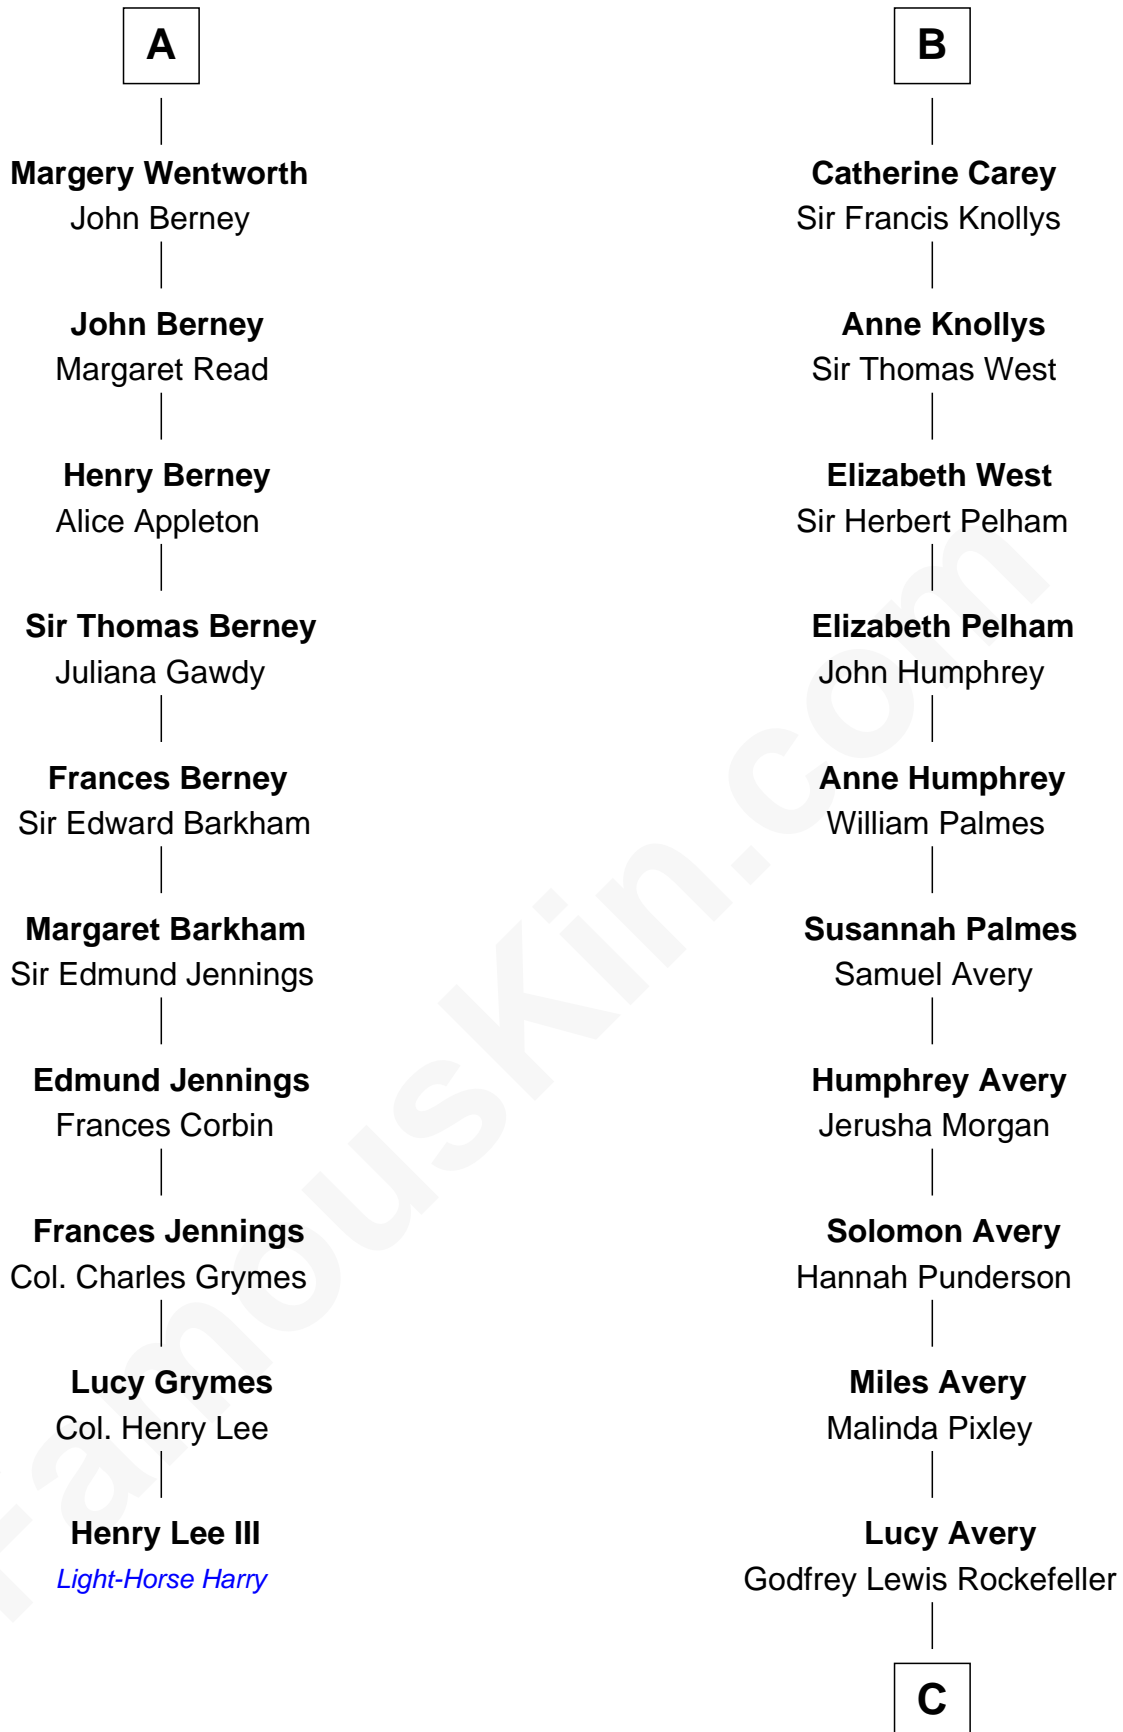 A
Margery Wentworth
John Berney
John Berney
Margaret Read
Henry Berney
Alice Appleton
Sir Thomas Berney
Juliana Gawdy
Frances Berney
Sir Edward Barkham
Margaret Barkham
Sir Edmund Jennings
Edmund Jennings
Frances Corbin
Frances Jennings
Col. Charles Grymes
Lucy Grymes
Col. Henry Lee
Henry Lee III
Light-Horse Harry
B
Catherine Carey
Sir Francis Knollys
Anne Knollys
Sir Thomas West
Elizabeth West
Sir Herbert Pelham
Elizabeth Pelham
John Humphrey
Anne Humphrey
William Palmes
Susannah Palmes
Samuel Avery
Humphrey Avery
Jerusha Morgan
Solomon Avery
Hannah Punderson
Miles Avery
Malinda Pixley
Lucy Avery
Godfrey Lewis Rockefeller
C
FamousKin.com